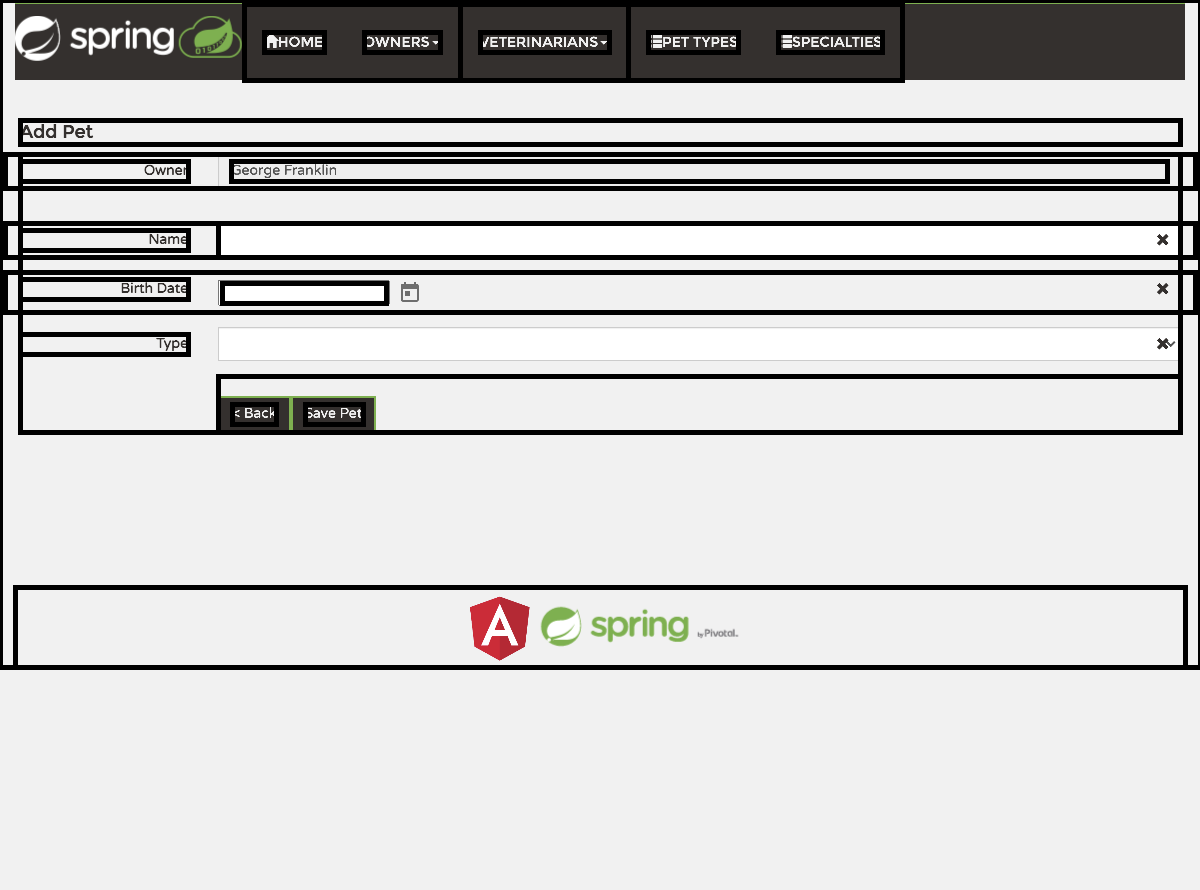 spring HOME OWNERS VETERINARIANS PET TYPES SPECIALTIES
Add Pet
Owner George Franklin
Name
Birth Date
Type
< Back Save Pet
A spring by Pivotal.